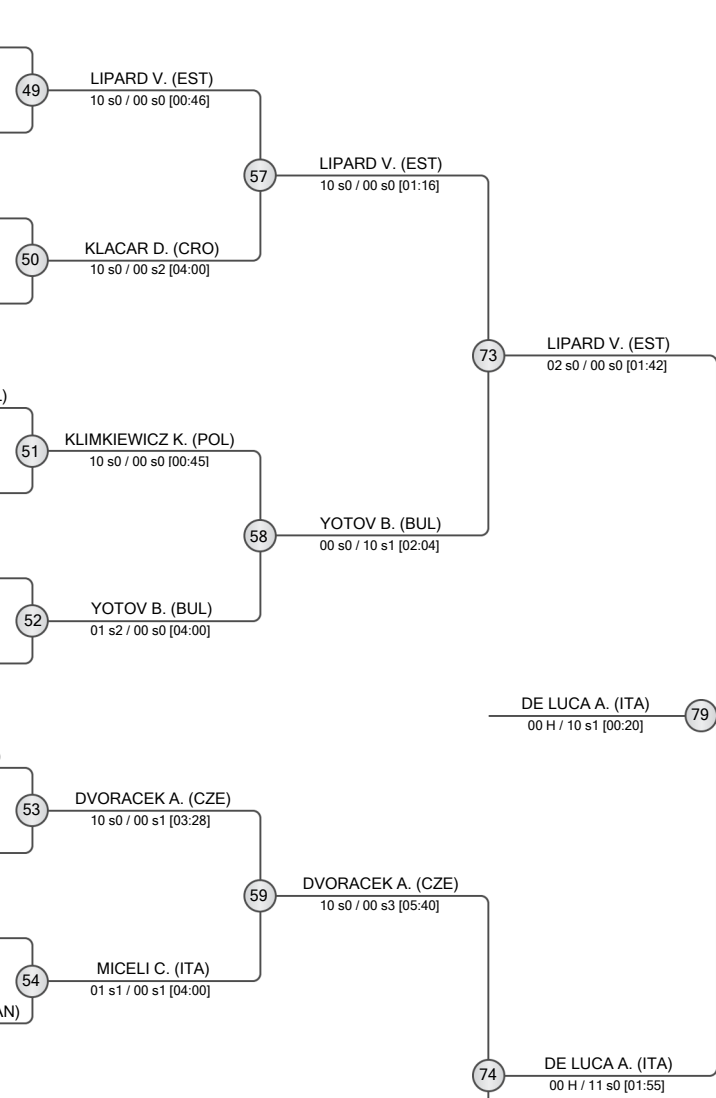 49
LIPARD V. (EST)
10 s0 / 00 s0 [00:46]
57
LIPARD V. (EST)
10 s0 / 00 s0 [01:16]
50
KLACAR D. (CRO)
10 s0 / 00 s2 [04:00]
73
LIPARD V. (EST)
02 s0 / 00 s0 [01:42]
51
KLIMKIEWICZ K. (POL)
10 s0 / 00 s0 [00:45]
58
YOTOV B. (BUL)
00 s0 / 10 s1 [02:04]
52
YOTOV B. (BUL)
01 s2 / 00 s0 [04:00]
DE LUCA A. (ITA)
00 H / 10 s1 [00:20]
79
53
DVORACEK A. (CZE)
10 s0 / 00 s1 [03:28]
59
DVORACEK A. (CZE)
10 s0 / 00 s3 [05:40]
54
MICELI C. (ITA)
01 s1 / 00 s1 [04:00]
74
DE LUCA A. (ITA)
00 H / 11 s0 [01:55]